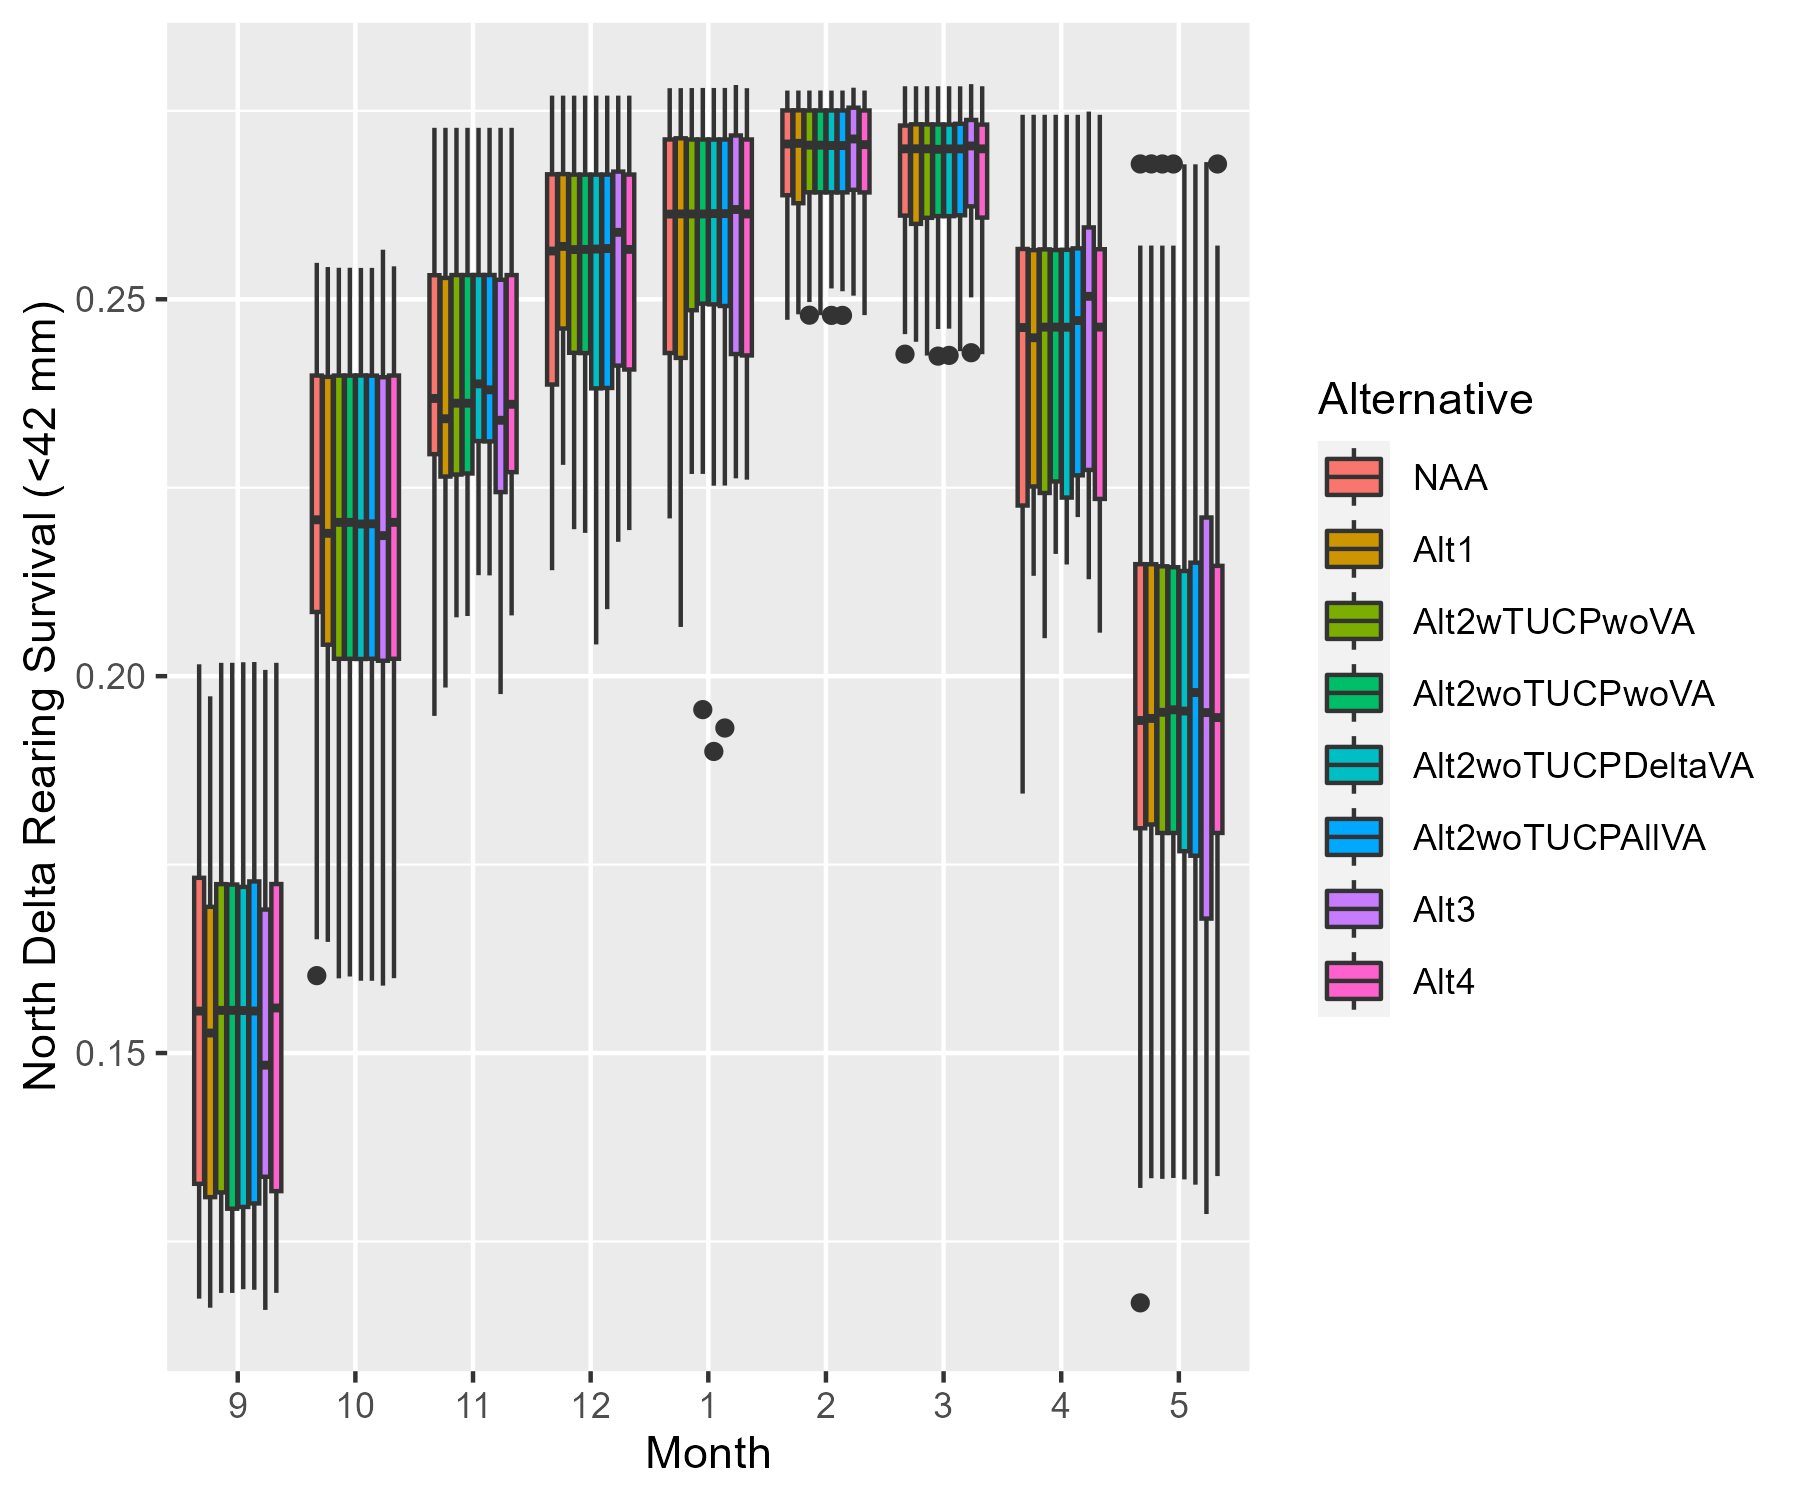 North Delta Rearing Survival (<42 mm)
0.25
0.20
0.15
9 10 11 12 1 2 3 4 5
Month
Alternative
NAA
Alt1
Alt2wTUCPwoVA
Alt2woTUCPwoVA
Alt2woTUCPDeltaVA
Alt2woTUCPAllVA
Alt3
Alt4